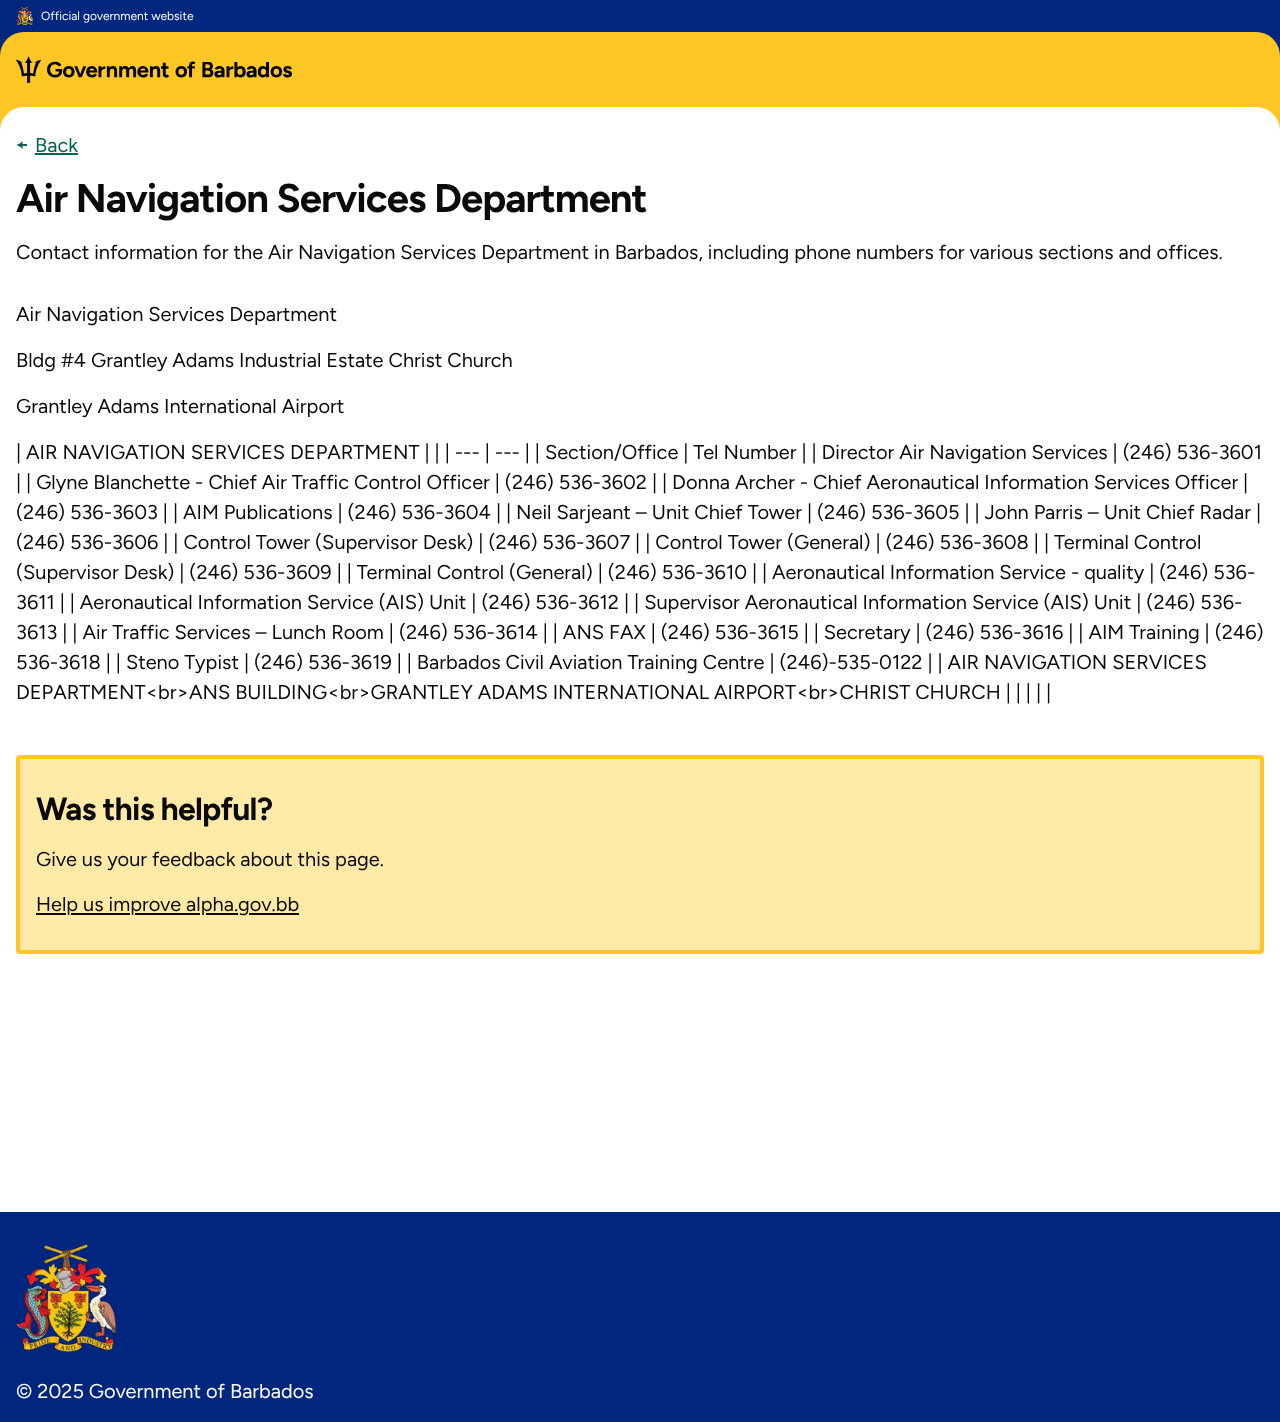 Official government website
Government of Barbados
Back
Air Navigation Services Department
Contact information for the Air Navigation Services Department in Barbados, including phone numbers for various sections and offices.
Air Navigation Services Department
Bldg #4 Grantley Adams Industrial Estate Christ Church
Grantley Adams International Airport
| AIR NAVIGATION SERVICES DEPARTMENT | | | --- | --- | | Section/Office | Tel Number | | Director Air Navigation Services | (246) 536-3601
| | Glyne Blanchette - Chief Air Traffic Control Officer | (246) 536-3602 | | Donna Archer - Chief Aeronautical Information Services Officer |
(246) 536-3603 | | AIM Publications | (246) 536-3604 | | Neil Sarjeant – Unit Chief Tower | (246) 536-3605 | | John Parris – Unit Chief Radar |
(246) 536-3606 | | Control Tower (Supervisor Desk) | (246) 536-3607 | | Control Tower (General) | (246) 536-3608 | | Terminal Control
(Supervisor Desk) | (246) 536-3609 | | Terminal Control (General) | (246) 536-3610 | | Aeronautical Information Service - quality | (246) 536-
3611 | | Aeronautical Information Service (AIS) Unit | (246) 536-3612 | | Supervisor Aeronautical Information Service (AIS) Unit | (246) 536-
3613 | | Air Traffic Services – Lunch Room | (246) 536-3614 | | ANS FAX | (246) 536-3615 | | Secretary | (246) 536-3616 | | AIM Training | (246)
536-3618 | | Steno Typist | (246) 536-3619 | | Barbados Civil Aviation Training Centre | (246)-535-0122 | | AIR NAVIGATION SERVICES
DEPARTMENT<br>ANS BUILDING<br>GRANTLEY ADAMS INTERNATIONAL AIRPORT<br>CHRIST CHURCH | | | | |
Was this helpful?
Give us your feedback about this page.
Help us improve alpha.gov.bb
PRIDE AND INDUSTRY
© 2025 Government of Barbados